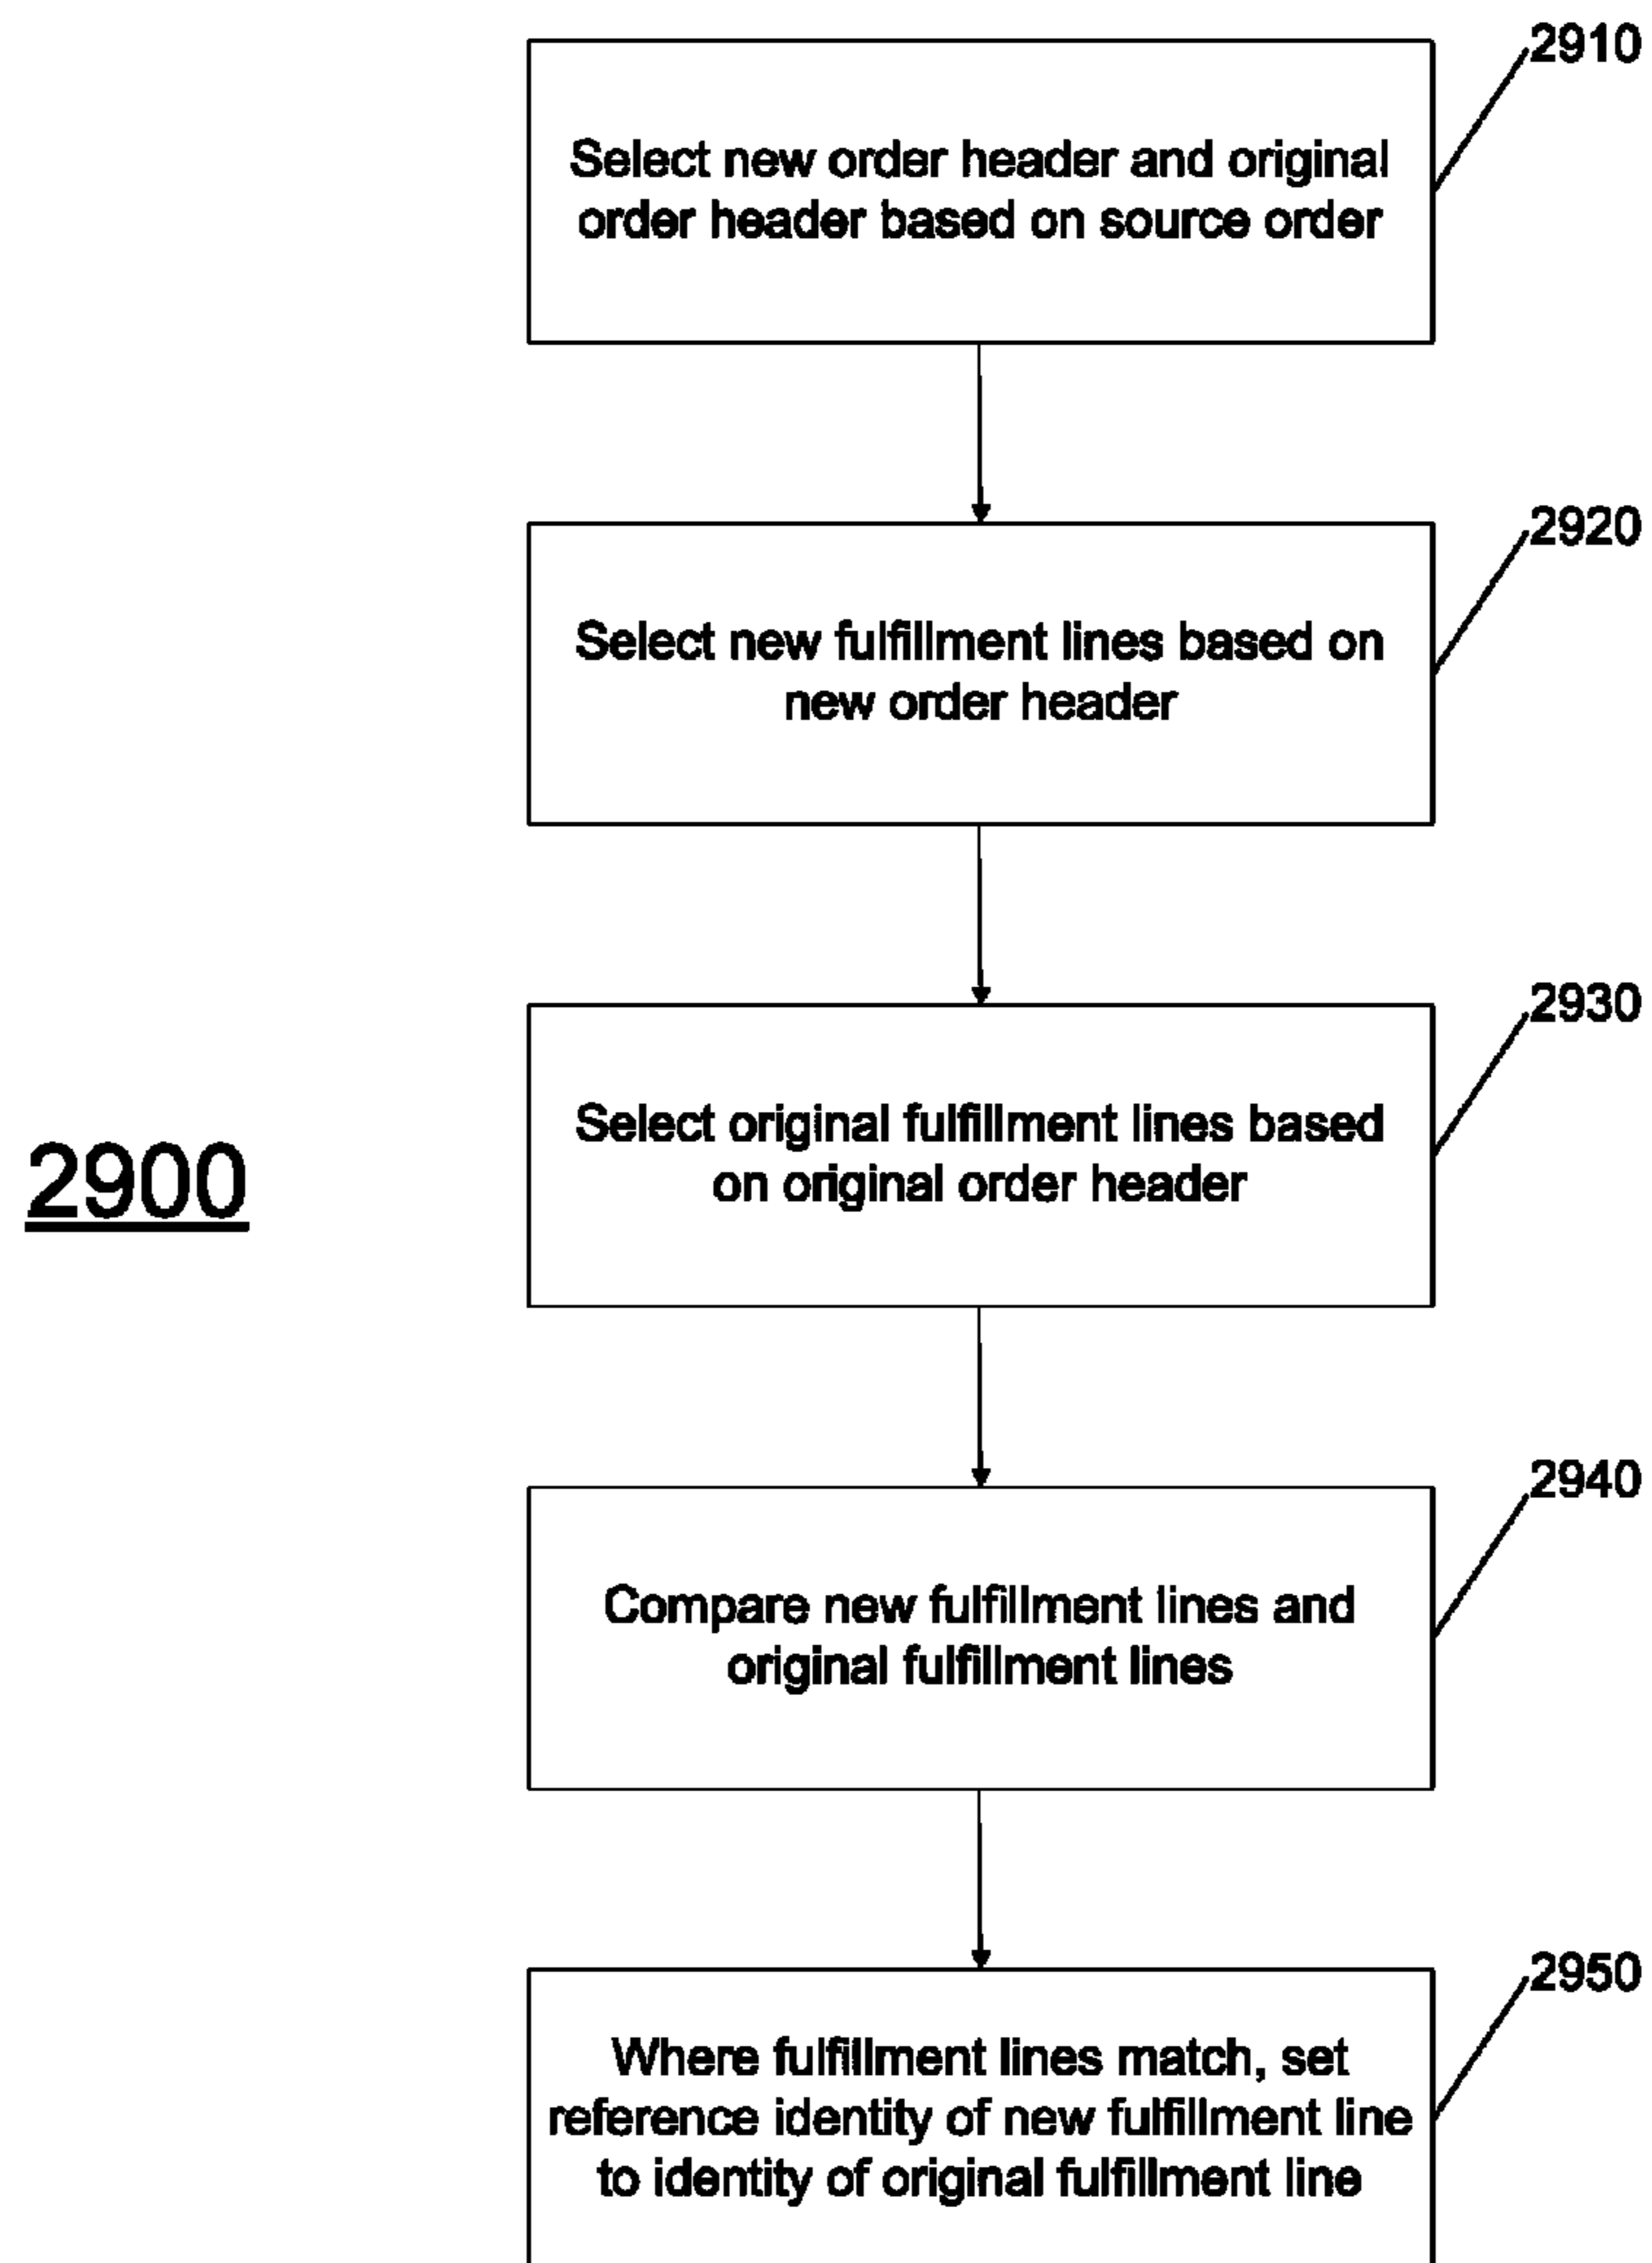 2910
Select new order header and original
order header based on source order
2920
Select new fulfillment lines based on
new order header
2930
Select original fulfillment lines based
on original order header
2900
2940
Compare new fulfillment lines and
original fulfillment lines
2950
Where fulfillment lines match, set
reference identity of new fulfillment line
to identity of original fulfillment line